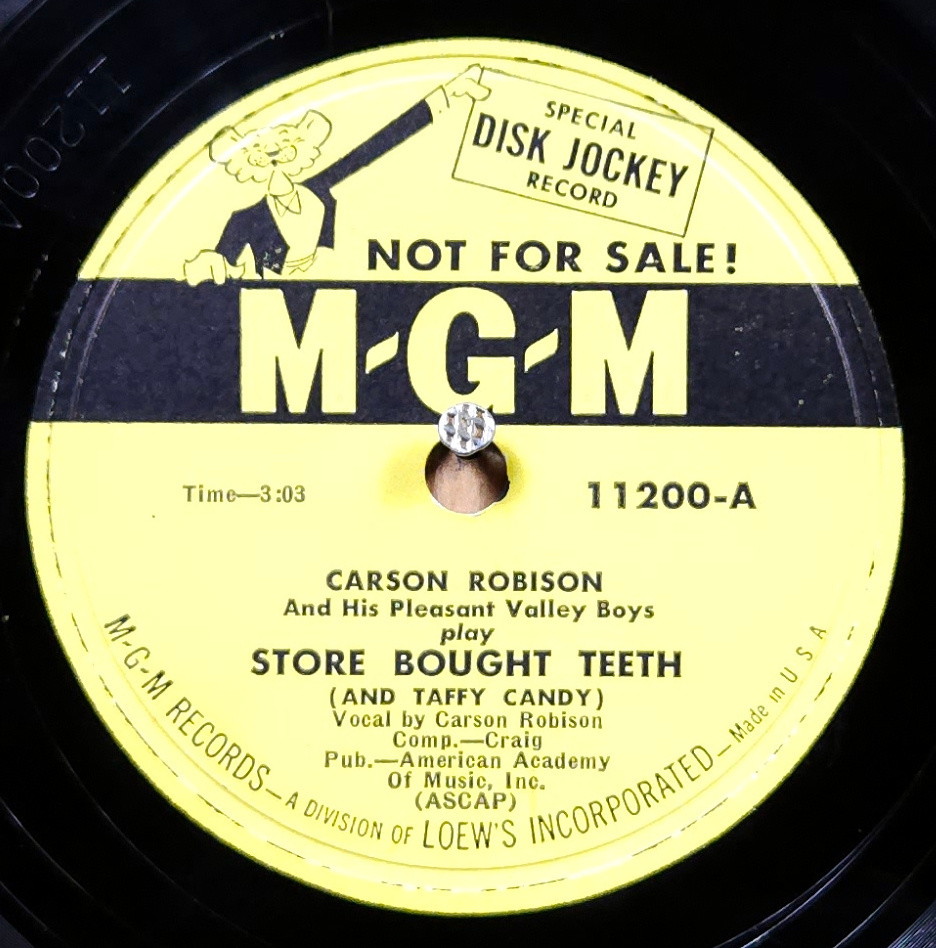 SPECIAL
DISK JOCKEY
RECORD
NOT FOR SALE!
M-G-M
Time—3:03
11200-A
CARSON ROBISON
And His Pleasant Valley Boys
play
STORE BOUGHT TEETH
(AND TAFFY CANDY)
Vocal by Carson Robison
Comp.—Craig
Pub.—American Academy
Of Music, Inc.
(ASCAP)
M-G-M RECORDS—A DIVISION OF LOEW'S INCORPORATED—Made in U S A
11200A